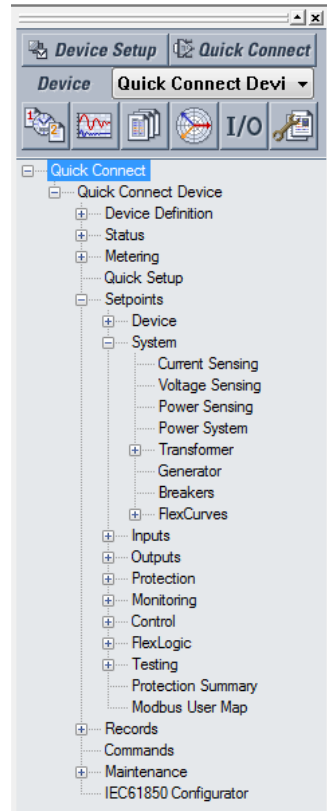 Device Setup Quick Connect
Device Quick Connect Devi
1 2 I/O
Quick Connect
Quick Connect Device
Device Definition
Status
Metering
Quick Setup
Setpoints
Device
System
Current Sensing
Voltage Sensing
Power Sensing
Power System
Transformer
Generator
Breakers
FlexCurves
Inputs
Outputs
Protection
Monitoring
Control
FlexLogic
Testing
Protection Summary
Modbus User Map
Records
Commands
Maintenance
IEC61850 Configurator